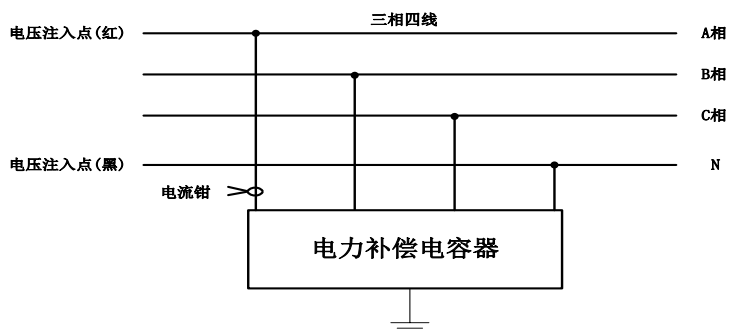 三相四线
电压注入点(红)
A相
B相
C相
电压注入点(黑)
N
电流钳
电力补偿电容器